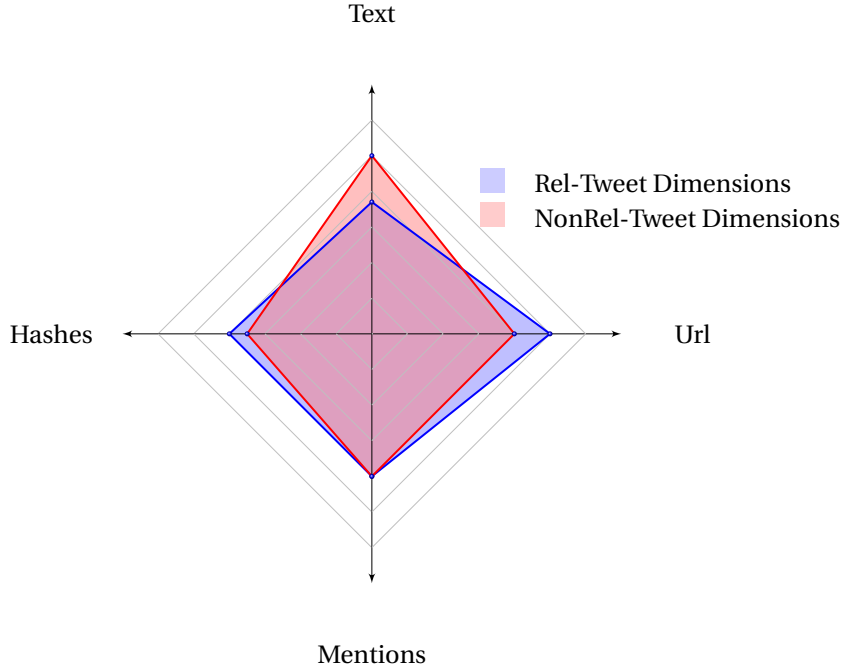 Text
Rel-Tweet Dimensions
NonRel-Tweet Dimensions
Hashes
Url
Mentions